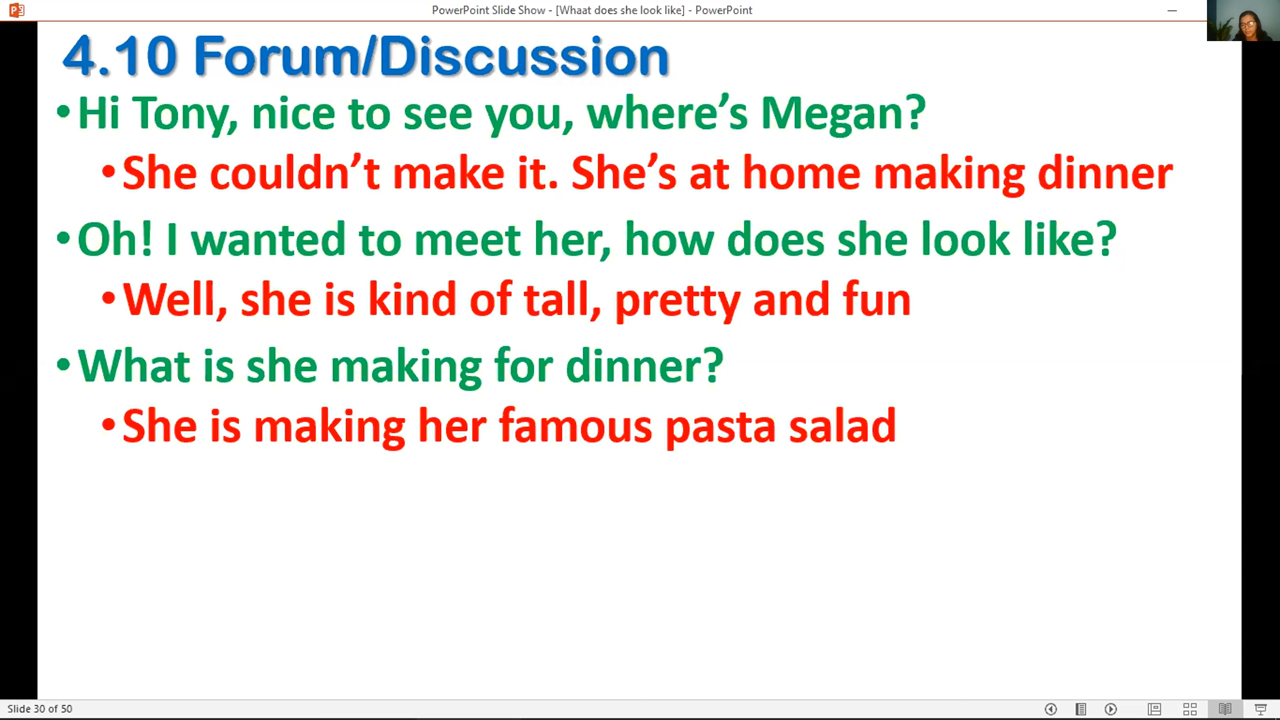 PowerPoint Slide Show - [Whaat does she look like] - PowerPoint
4.10 Forum/Discussion
•Hi Tony, nice to see you, where’s Megan?
•She couldn’t make it. She’s at home making dinner
•Oh! I wanted to meet her, how does she look like?
•Well, she is kind of tall, pretty and fun
•What is she making for dinner?
•She is making her famous pasta salad
Slide 30 of 50